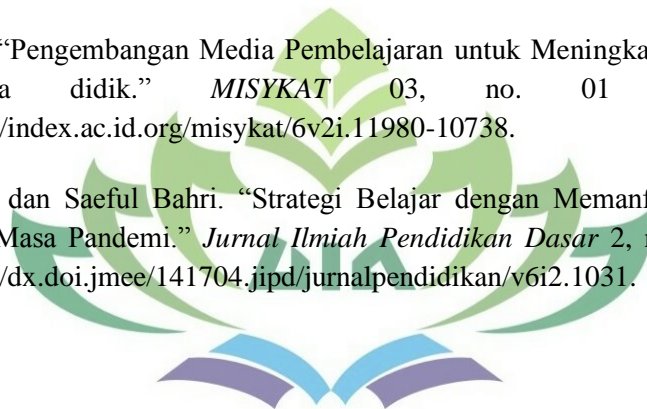 “Pengembangan Media Pembelajaran untuk Meningka
a didik.” MISYKAT 03, no. 01
/index.ac.id.org/misykat/6v2i.11980-10738.
dan Saeful Bahri. “Strategi Belajar dengan Memanf
Masa Pandemi.” Jurnal Ilmiah Pendidikan Dasar 2, n
/dx.doi.jmee/141704.jipd/jurnalpendidikan/v6i2.1031.